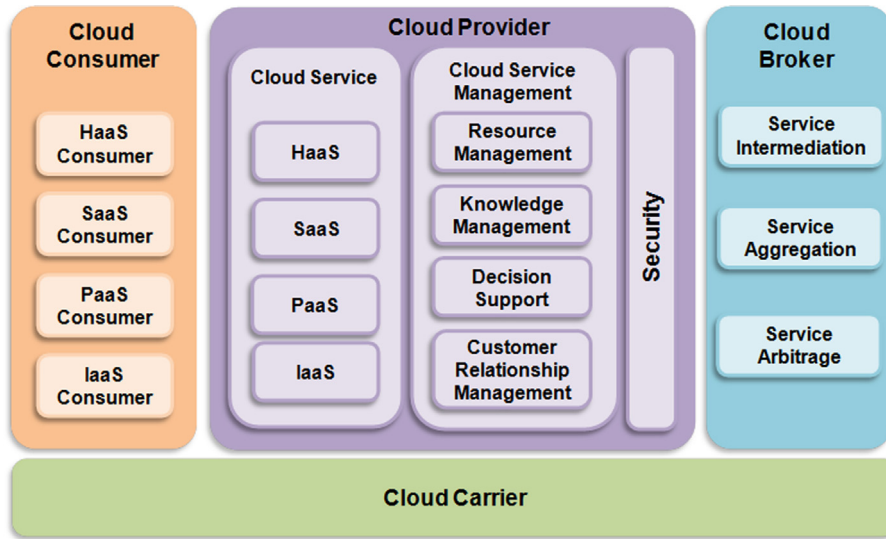 Cloud
Consumer
HaaS
Consumer
SaaS
Consumer
PaaS
Consumer
IaaS
Consumer
Cloud Provider
Cloud Service
HaaS
SaaS
PaaS
IaaS
Cloud Service
Management
Resource
Management
Knowledge
Management
Decision
Support
Customer
Relationship
Management
Security
Cloud
Broker
Service
Intermediation
Service
Aggregation
Service
Arbitrage
Cloud Carrier